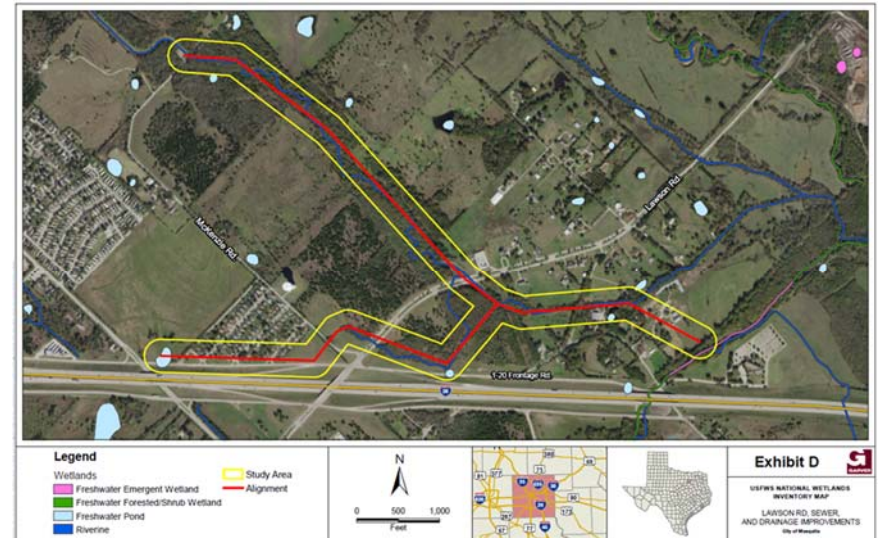 McKenzie Rd
Lawson Rd
I-20 Frontage Rd
20
Legend
Wetlands
Freshwater Emergent Wetland
Freshwater Forested/Shrub Wetland
Freshwater Pond
Riverine
Study Area
Alignment
N
0 500 1,000
Feet
Exhibit D
GARVER
USFWS NATIONAL WETLANDS
INVENTORY MAP
LAWSON RD, SEWER,
AND DRAINAGE IMPROVEMENTS
City of Mesquite